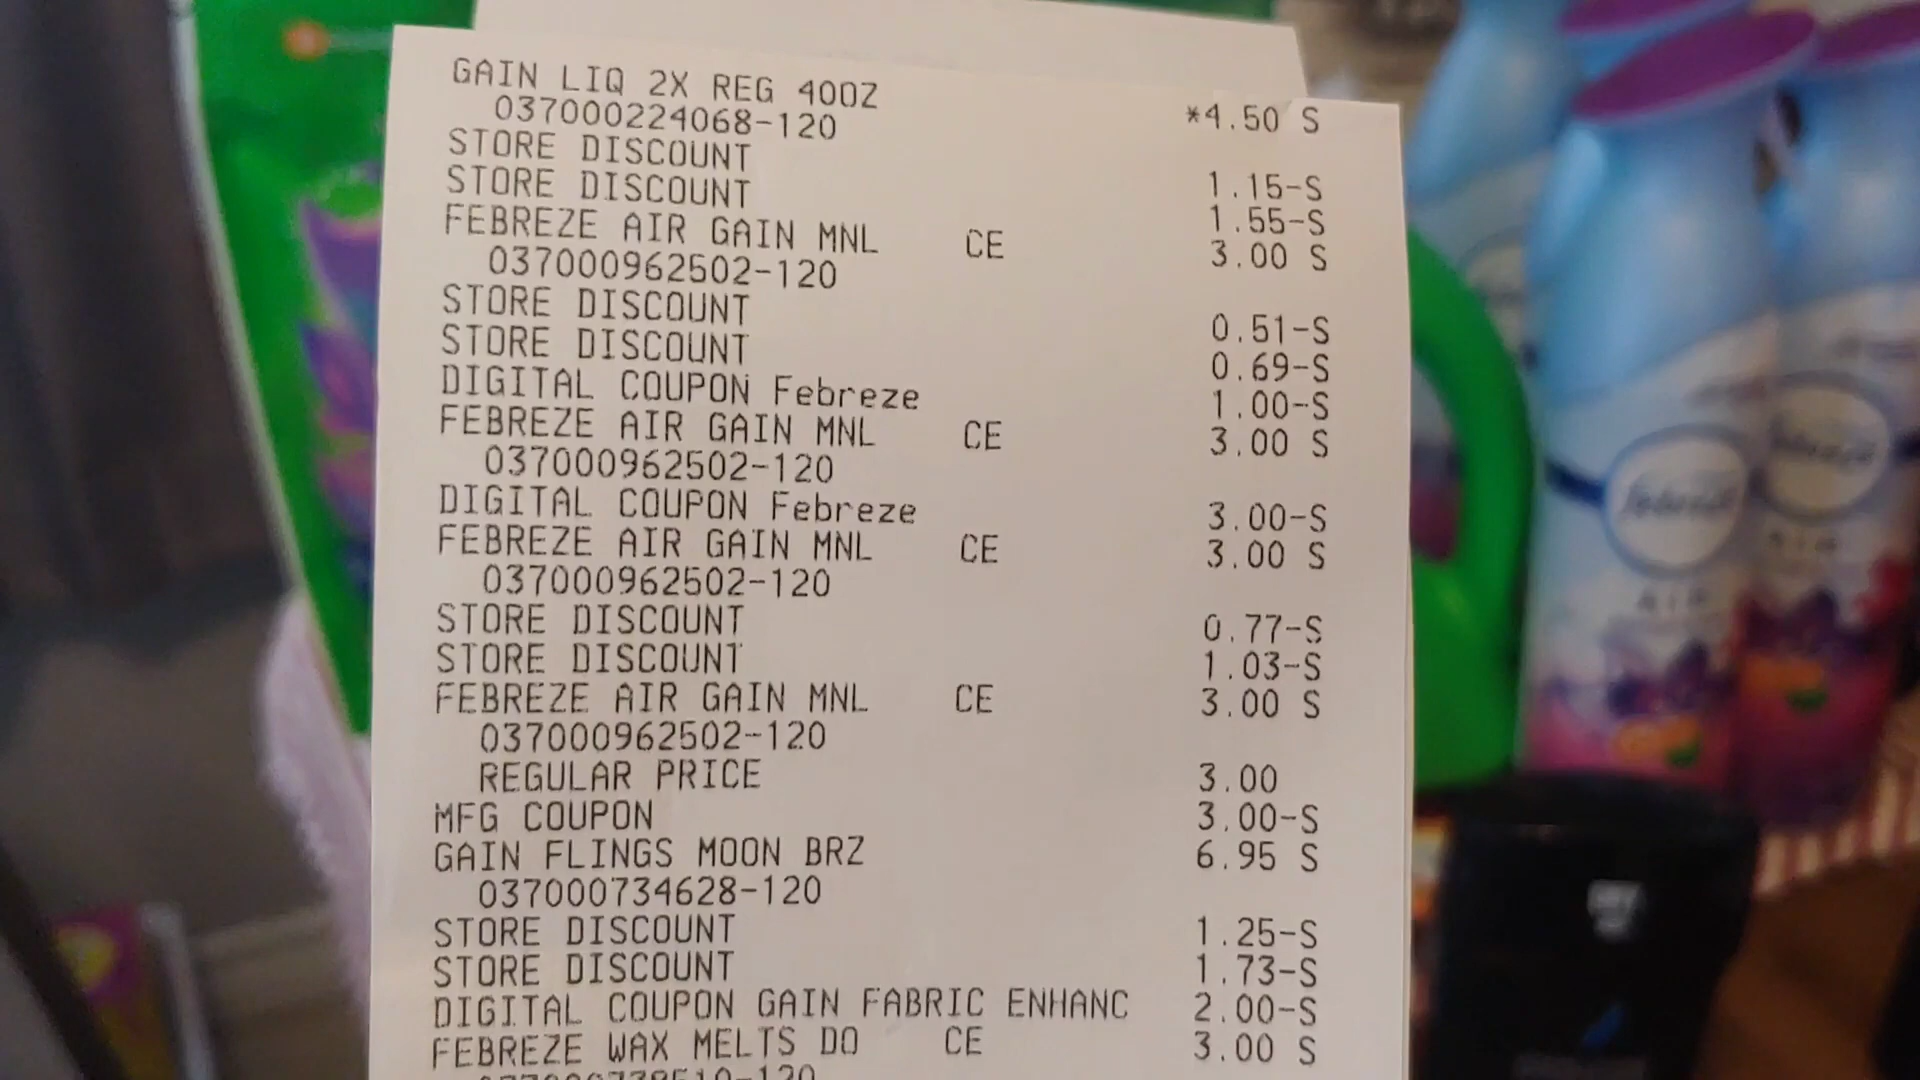 GAIN LIQ 2X REG 40OZ *4.50 S
037000224068-120
STORE DISCOUNT 1.15-S
STORE DISCOUNT 1.55-S
FEBREZE AIR GAIN MNL CE 3.00 S
037000962502-120
STORE DISCOUNT 0.51-S
STORE DISCOUNT 0.69-S
DIGITAL COUPON Febreze 1.00-S
FEBREZE AIR GAIN MNL CE 3.00 S
037000962502-120
DIGITAL COUPON Febreze 3.00-S
FEBREZE AIR GAIN MNL CE 3.00 S
037000962502-120
STORE DISCOUNT 0.77-S
STORE DISCOUNT 1.03-S
FEBREZE AIR GAIN MNL CE 3.00 S
037000962502-120
REGULAR PRICE 3.00
MFG COUPON 3.00-S
GAIN FLINGS MOON BRZ 6.95 S
037000734628-120
STORE DISCOUNT 1.25-S
STORE DISCOUNT 1.73-S
DIGITAL COUPON GAIN FABRIC ENHANC 2.00-S
FEBREZE WAX MELTS DO CE 3.00 S
febreze
AIR
febreze
AIR